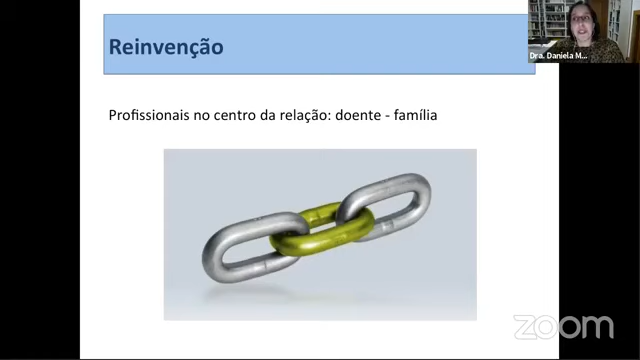 Reinvenção
Dra. Daniela M...
Profissionais no centro da relação: doente - família
zoom